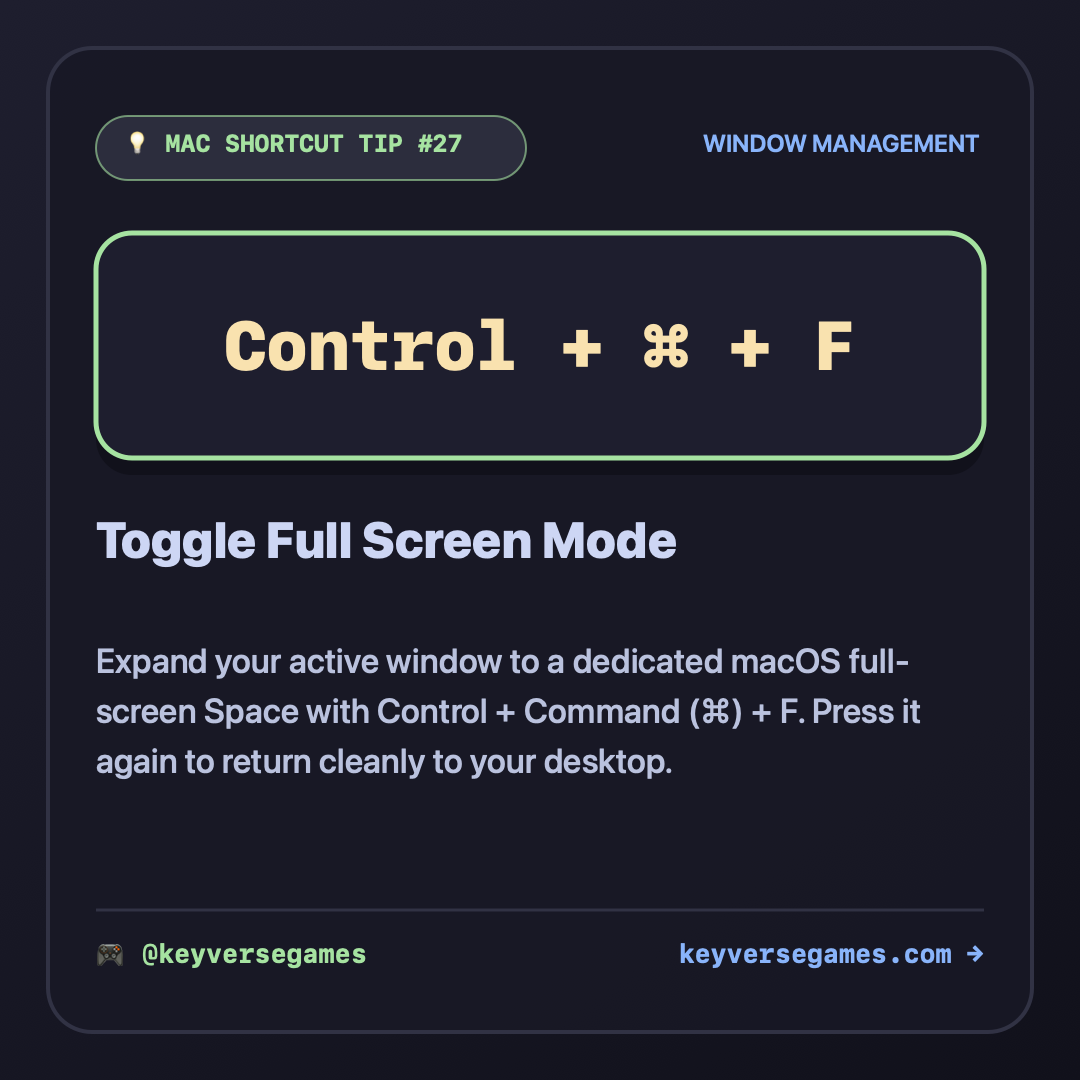 💡 MAC SHORTCUT TIP #27
WINDOW MANAGEMENT
Control + ⌘ + F
Toggle Full Screen Mode
Expand your active window to a dedicated macOS full-
screen Space with Control + Command (⌘) + F. Press it
again to return cleanly to your desktop.
🎮 @keyversegames
keyversegames.com →